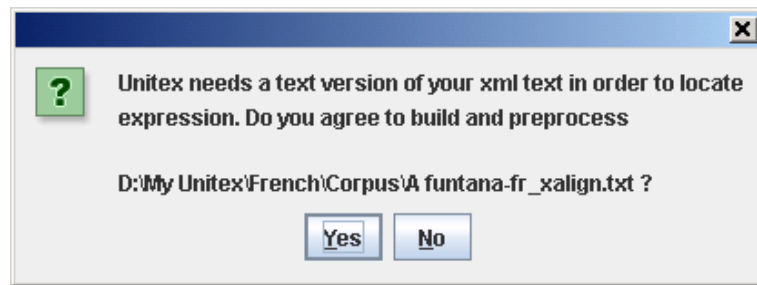 Unitex needs a text version of your xml text in order to locate
expression. Do you agree to build and preprocess
D:\My Unitex\French\Corpus\A funtana-fr_xalign.txt ?
Yes No